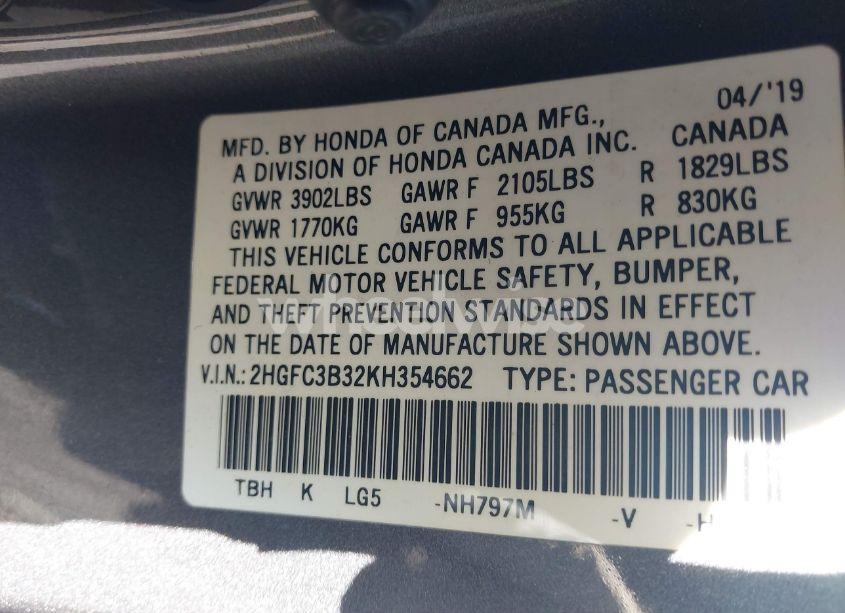 04/'19
MFD. BY HONDA OF CANADA MFG.,
A DIVISION OF HONDA CANADA INC. CANADA
GVWR 3902LBS GAWR F 2105LBS R 1829LBS
GVWR 1770KG GAWR F 955KG R 830KG
THIS VEHICLE CONFORMS TO ALL APPLICABLE
FEDERAL MOTOR VEHICLE SAFETY, BUMPER,
AND THEFT PREVENTION STANDARDS IN EFFECT
ON THE DATE OF MANUFACTURE SHOWN ABOVE.
V.I.N.: 2HGFC3B32KH354662 TYPE: PASSENGER CAR
TBH K LG5 -NH797M -V
wheelwise